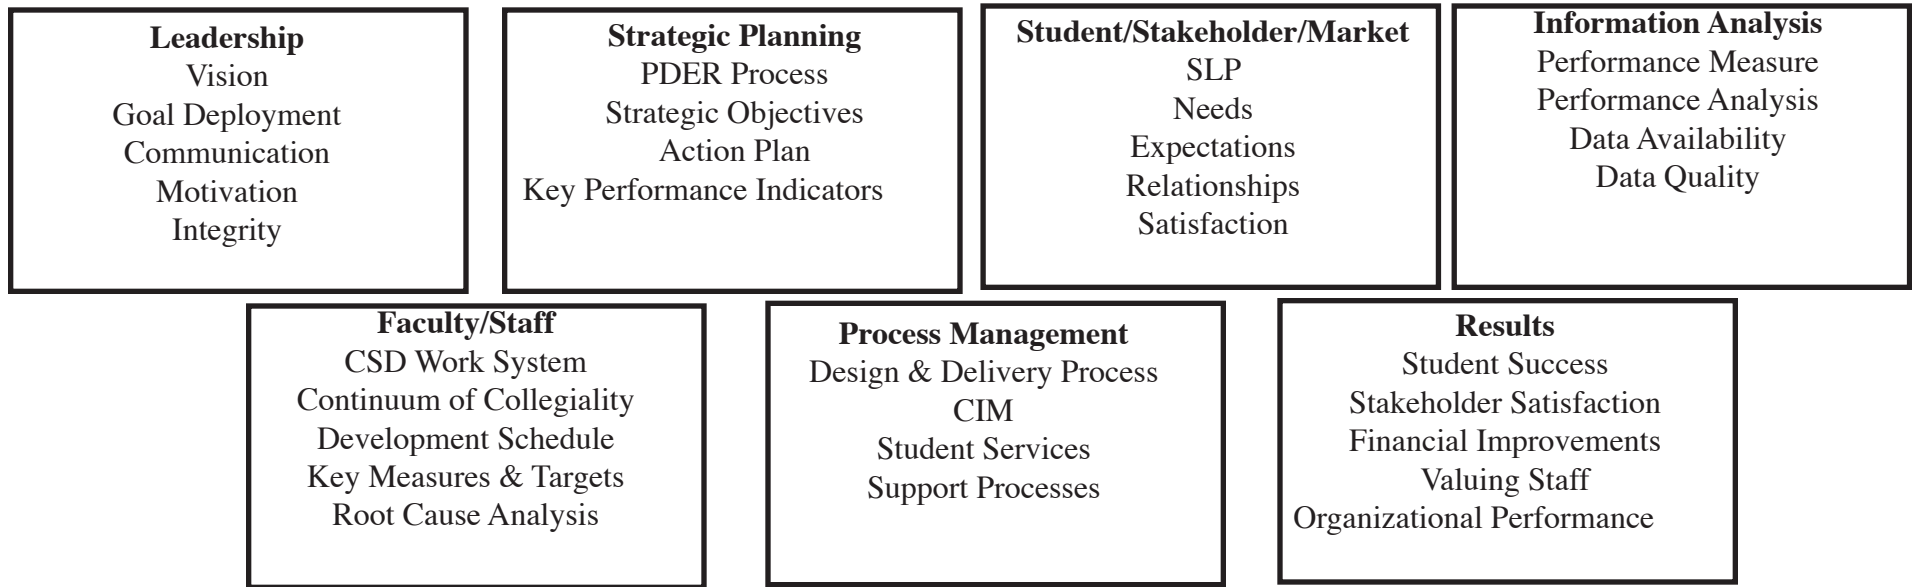 Leadership
Vision
Goal Deployment
Communication
Motivation
Integrity
Strategic Planning
PDER Process
Strategic Objectives
Action Plan
Key Performance Indicators
Student/Stakeholder/Market
SLP
Needs
Expectations
Relationships
Satisfaction
Information Analysis
Performance Measure
Performance Analysis
Data Availability
Data Quality
Faculty/Staff
CSD Work System
Continuum of Collegiality
Development Schedule
Key Measures & Targets
Root Cause Analysis
Process Management
Design & Delivery Process
CIM
Student Services
Support Processes
Results
Student Success
Stakeholder Satisfaction
Financial Improvements
Valuing Staff
Organizational Performance